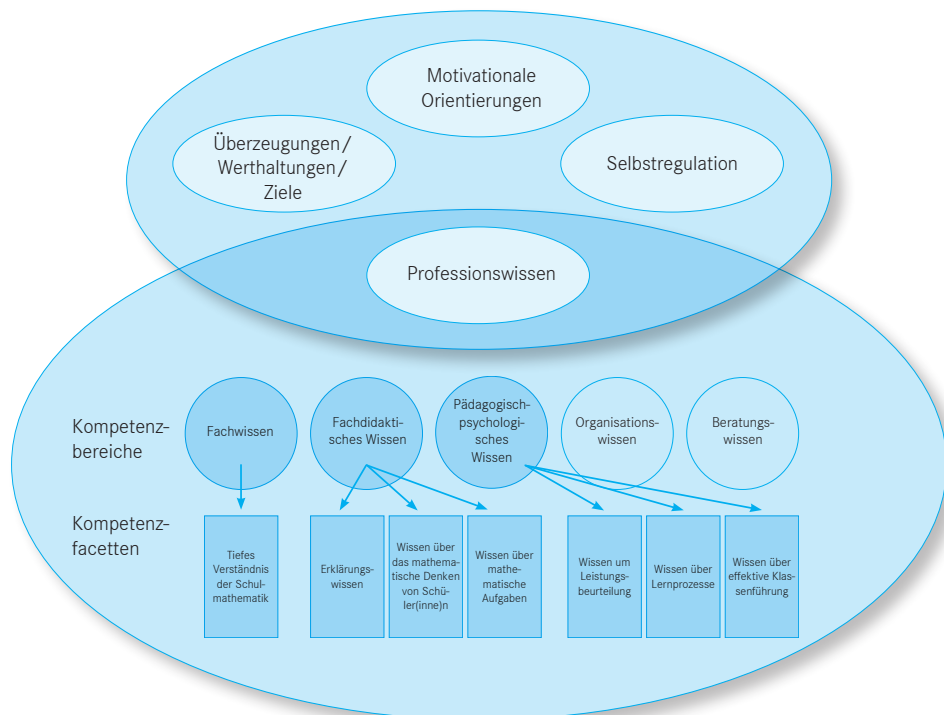 Motivationale
Orientierungen
Überzeugungen/
Werthaltungen/
Ziele
Selbstregulation
Professionswissen
Kompetenz-
bereiche
Fachwissen
Fachdidakti-
sches Wissen
Pädagogisch-
psychologi-
sches
Wissen
Organisations-
wissen
Beratungs-
wissen
Kompetenz-
facetten
Tiefes
Verständnis
der Schul-
mathematik
Erklärungs-
wissen
Wissen über
das mathema-
tische Denken
von Schü-
ler(inne)n
Wissen über
mathe-
matische
Aufgaben
Wissen um
Leistungs-
beurteilung
Wissen über
Lernprozesse
Wissen über
effektive Klas-
senführung